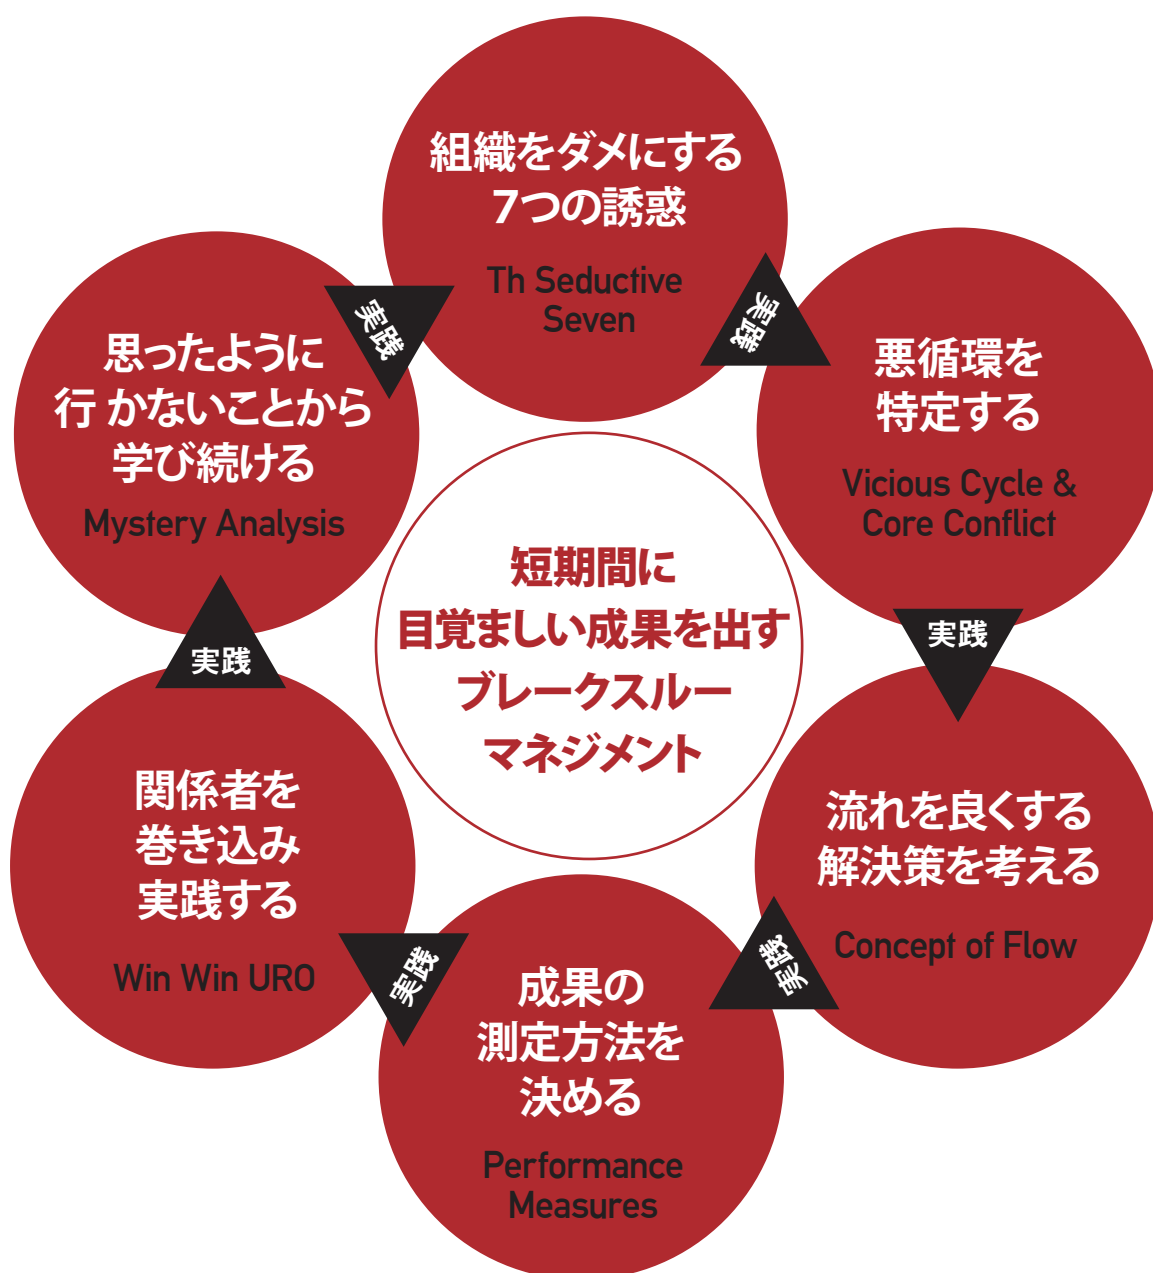 組織をダメにする
7つの誘惑
Th Seductive
Seven
実践
悪循環を
特定する
Vicious Cycle &
Core Conflict
実践
流れを良くする
解決策を考える
Concept of Flow
実践
成果の
測定方法を
決める
Performance
Measures
実践
関係者を
巻き込み
実践する
Win Win URO
実践
思ったように
行 かないことから
学び続ける
Mystery Analysis
実践
短期間に
目覚ましい成果を出す
ブレークスルー
マネジメント